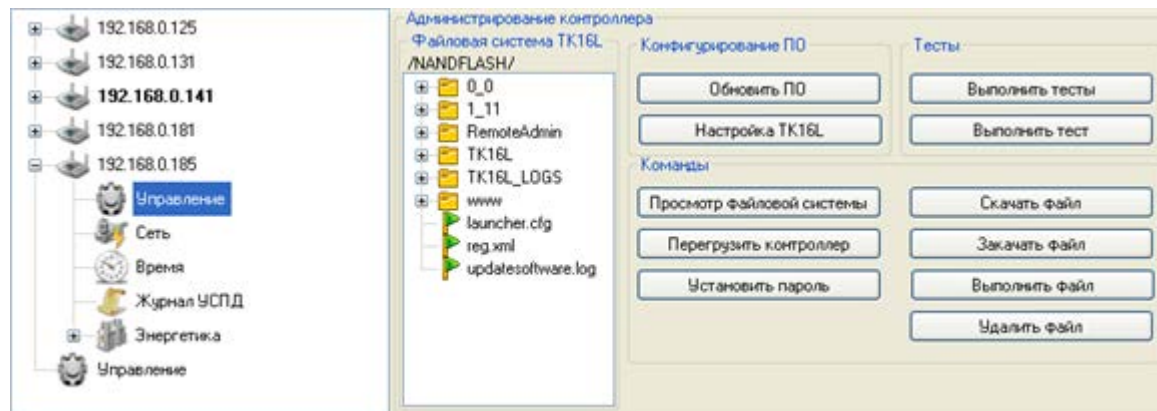 192.168.0.125
192.168.0.131
192.168.0.141
192.168.0.181
192.168.0.185
Управление
Сеть
Время
Журнал УСПД
Энергетика
Управление
Администрирование контроллера
Файловая система TK16L
/NANDFLASH/
0_0
1_11
RemoteAdmin
TK16L
TK16L_LOGS
www
launcher.cfg
reg.xml
updatesoftware.log
Конфигурирование ПО
Обновить ПО
Настройка TK16L
Тесты
Выполнить тесты
Выполнить тест
Команды
Просмотр файловой системы
Перегрузить контроллер
Установить пароль
Скачать файл
Закачать файл
Выполнить файл
Удалить файл